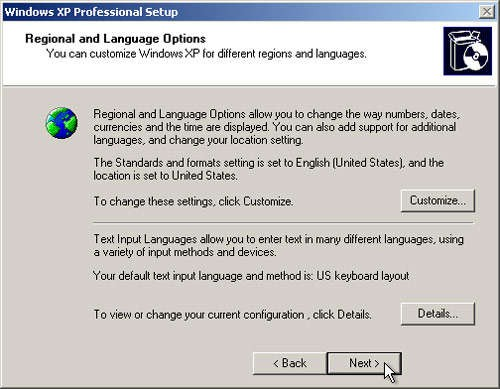 Windows XP Professional Setup
Regional and Language Options
You can customize Windows XP for different regions and languages.
Regional and Language Options allow you to change the way numbers, dates,
currencies and the time are displayed. You can also add support for additional
languages, and change your location setting.
The Standards and formats setting is set to English (United States), and the
location is set to United States.
To change these settings, click Customize.
Customize...
Text Input Languages allow you to enter text in many different languages, using
a variety of input methods and devices.
Your default text input language and method is: US keyboard layout
To view or change your current configuration , click Details.
Details...
< Back
Next >